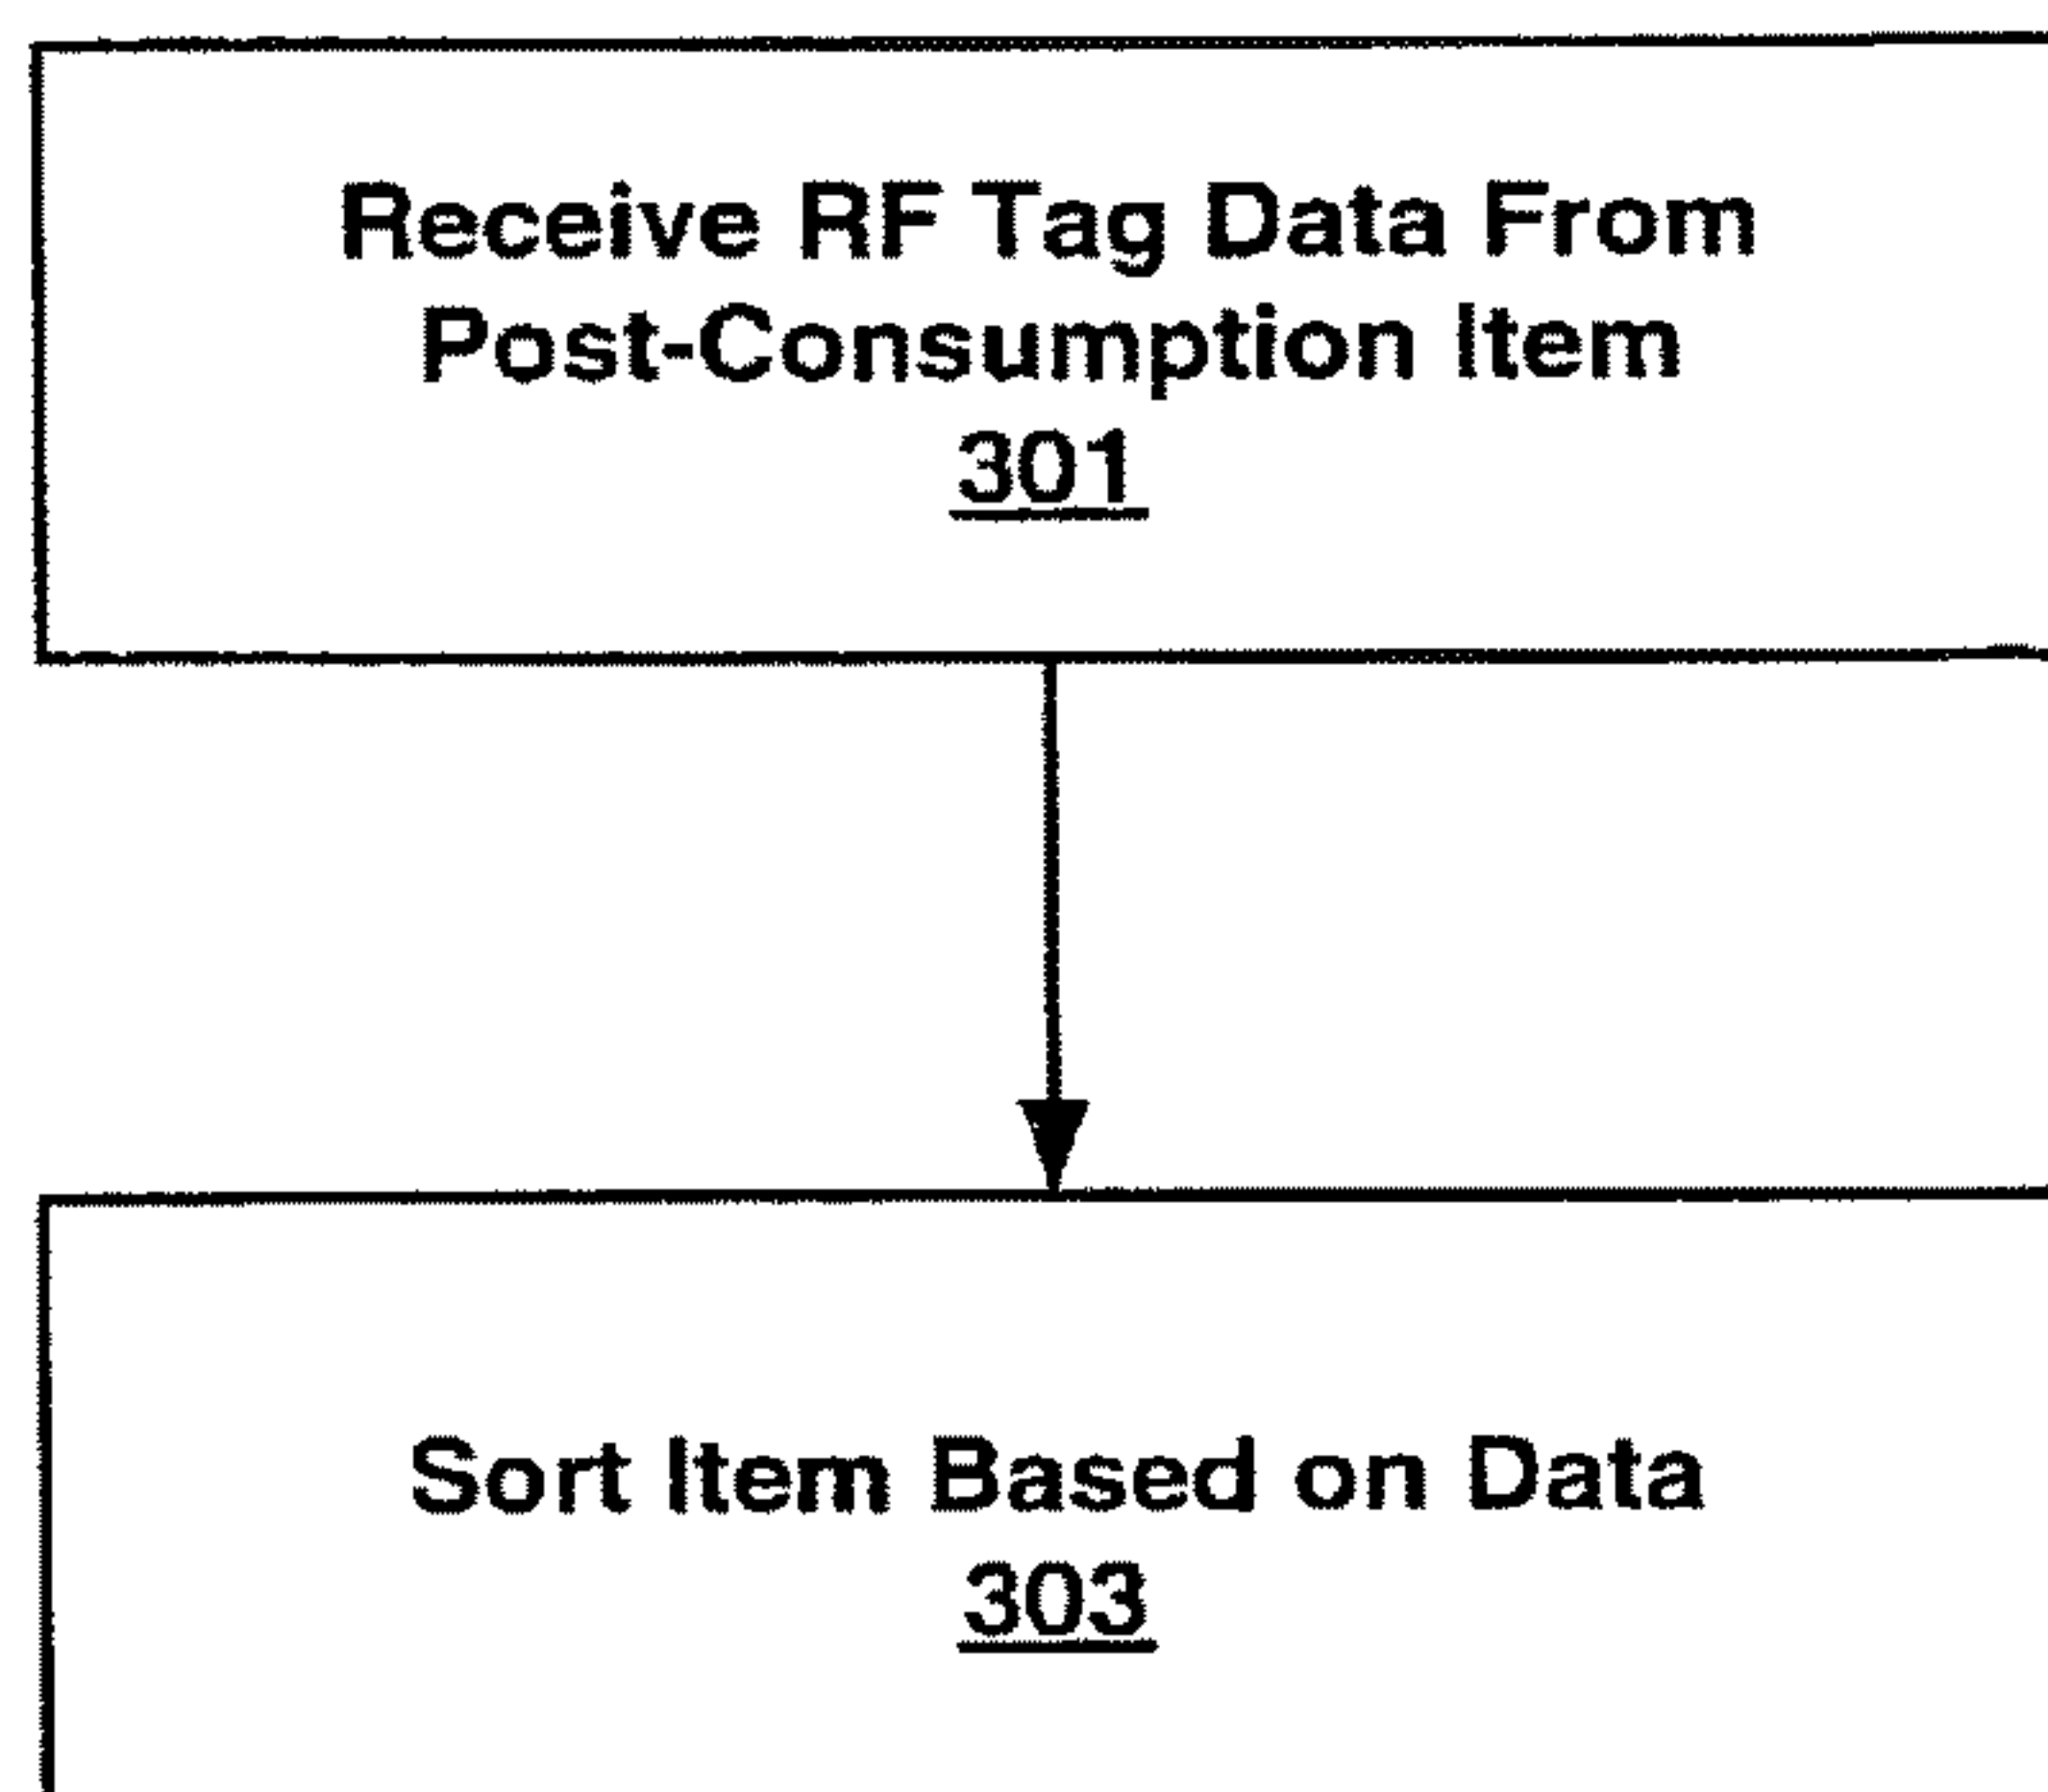 Receive RF Tag Data From
Post-Consumption Item
301
Sort Item Based on Data
303